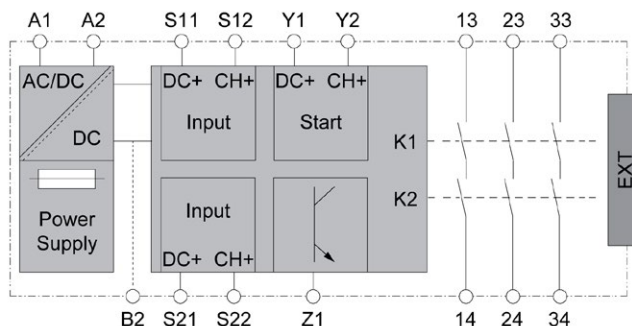 A1 A2 S11 S12 Y1 Y2 13 23 33
AC/DC DC+ CH+ DC+ CH+
Input Start
DC
K1
EXT
K2
Input
Power
Supply
DC+ CH+
B2 S21 S22 Z1 14 24 34